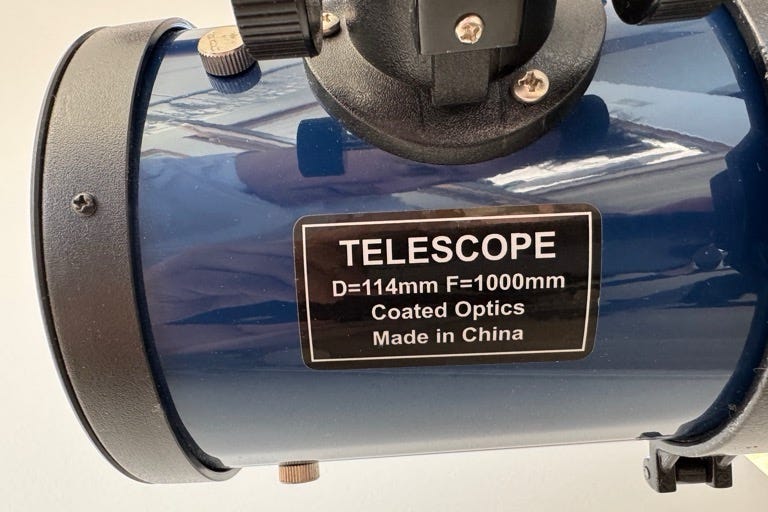 TELESCOPE
D=114mm F=1000mm
Coated Optics
Made in China